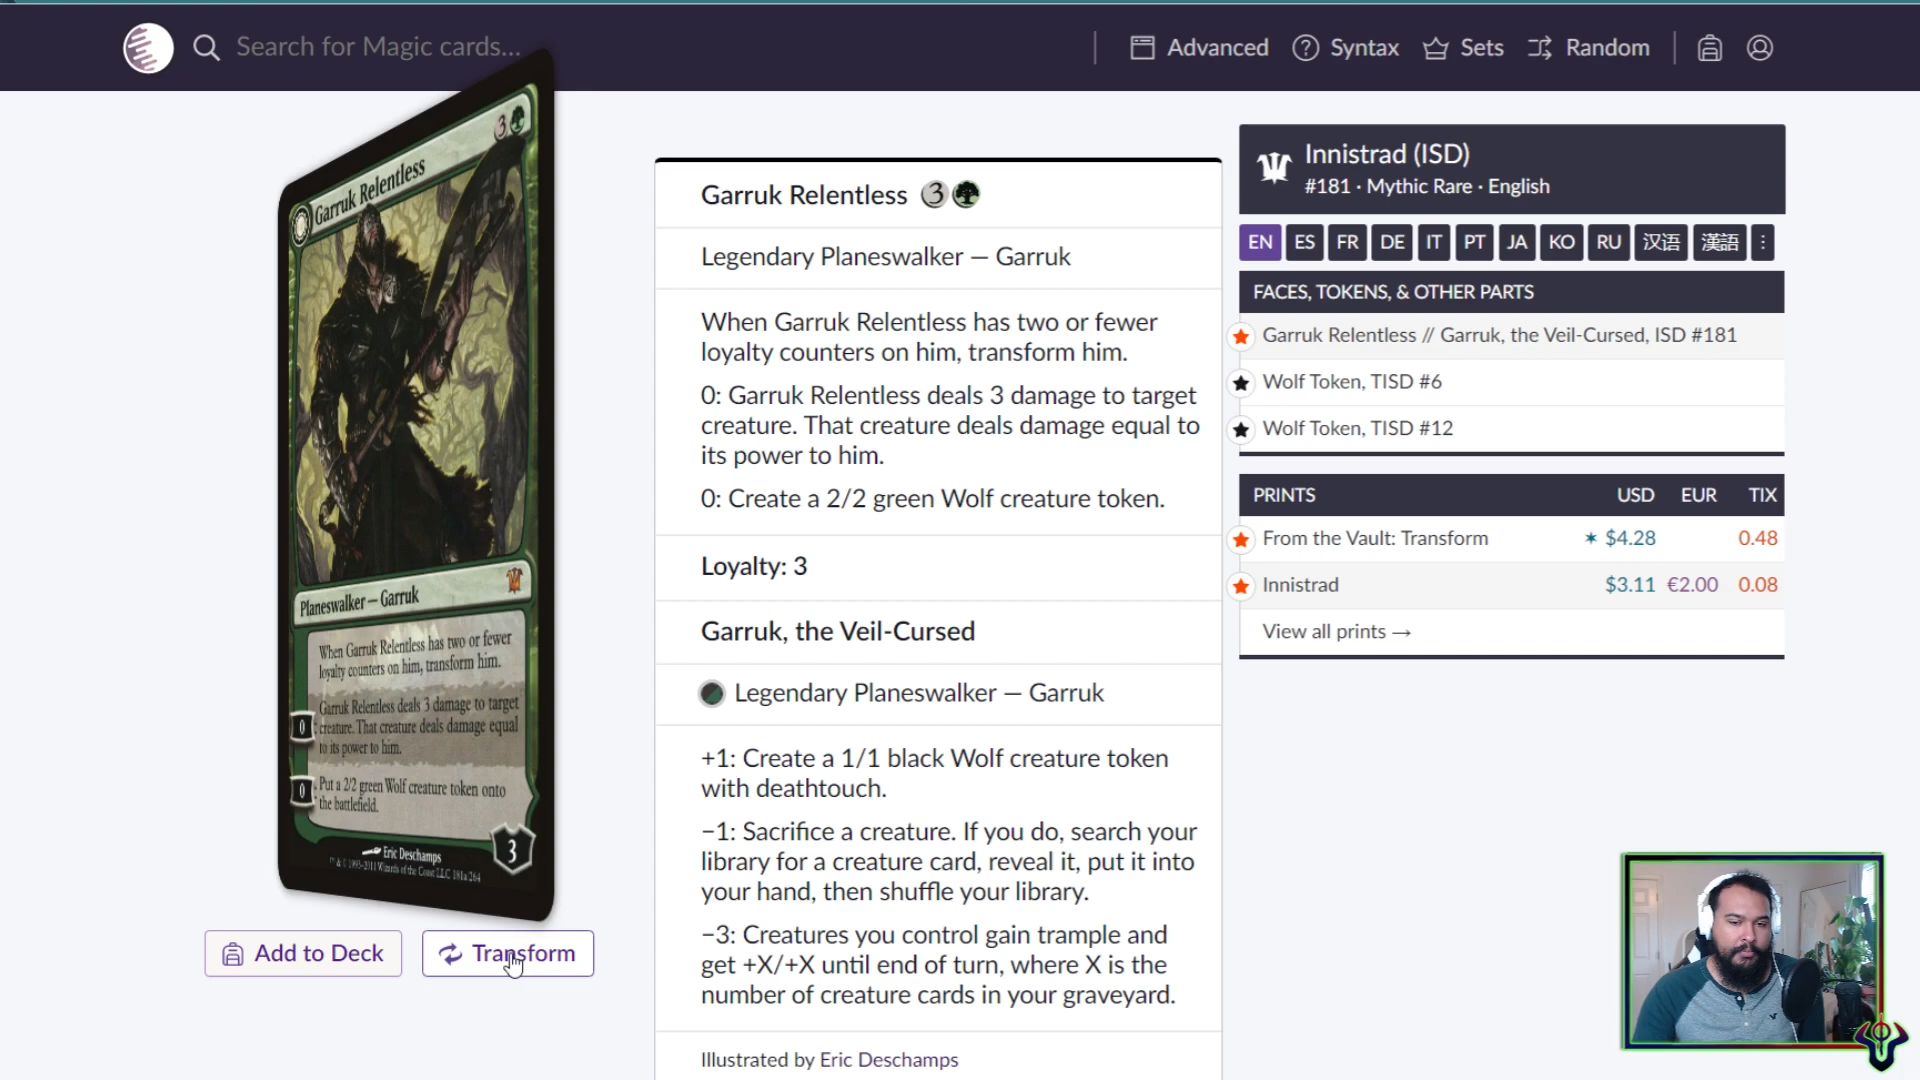 Search for Magic cards...
Advanced
Syntax
Sets
Random
Garruk Relentless
3
Planeswalker — Garruk
When Garruk Relentless has two or fewer
loyalty counters on him, transform him.
0
Garruk Relentless deals 3 damage to target
creature. That creature deals damage equal
to its power to him.
0
Put a 2/2 green Wolf creature token onto
the battlefield.
Eric Deschamps
3
™ & © 1993-2011 Wizards of the Coast LLC 181a/264
Add to Deck
Transform
Garruk Relentless 3
Legendary Planeswalker — Garruk
When Garruk Relentless has two or fewer
loyalty counters on him, transform him.
0: Garruk Relentless deals 3 damage to target
creature. That creature deals damage equal to
its power to him.
0: Create a 2/2 green Wolf creature token.
Loyalty: 3
Garruk, the Veil-Cursed
Legendary Planeswalker — Garruk
+1: Create a 1/1 black Wolf creature token
with deathtouch.
−1: Sacrifice a creature. If you do, search your
library for a creature card, reveal it, put it into
your hand, then shuffle your library.
−3: Creatures you control gain trample and
get +X/+X until end of turn, where X is the
number of creature cards in your graveyard.
Illustrated by Eric Deschamps
Innistrad (ISD)
#181 · Mythic Rare · English
EN ES FR DE IT PT JA KO RU 汉语 漢語 ⋮
FACES, TOKENS, & OTHER PARTS
Garruk Relentless // Garruk, the Veil-Cursed, ISD #181
Wolf Token, TISD #6
Wolf Token, TISD #12
PRINTS USD EUR TIX
From the Vault: Transform ✶ $4.28 0.48
Innistrad $3.11 €2.00 0.08
View all prints →